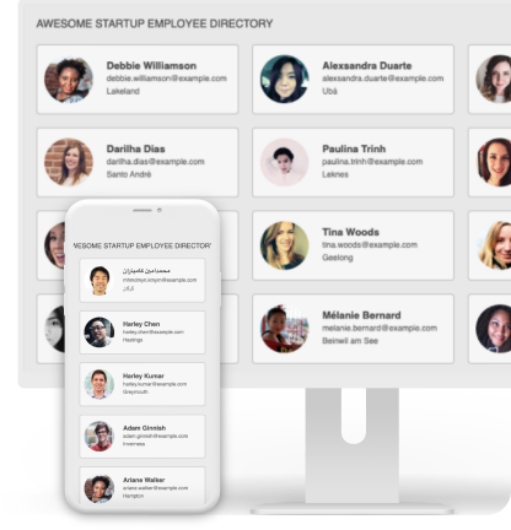 AWESOME STARTUP EMPLOYEE DIRECTORY
Debbie Williamson
debbie.williamson@example.com
Lakeland
Alexsandra Duarte
alexsandra.duarte@example.com
Ubá
Darilha Dias
darilha.dias@example.com
Santo André
Paulina Trinh
paulina.trinh@example.com
Leknes
Tina Woods
tina.woods@example.com
Geelong
Mélanie Bernard
melanie.bernard@example.com
Beinwil am See
WESOME STARTUP EMPLOYEE DIRECTOR
محمدامین کامیاران
Harley Chen
harley.chen@example.com
Hastings
Harley Kumar
harley.kumar@example.com
Greymouth
Adam Ginnish
adam.ginnish@example.com
Inverness
Ariane Walker
ariane.walker@example.com
Hampton